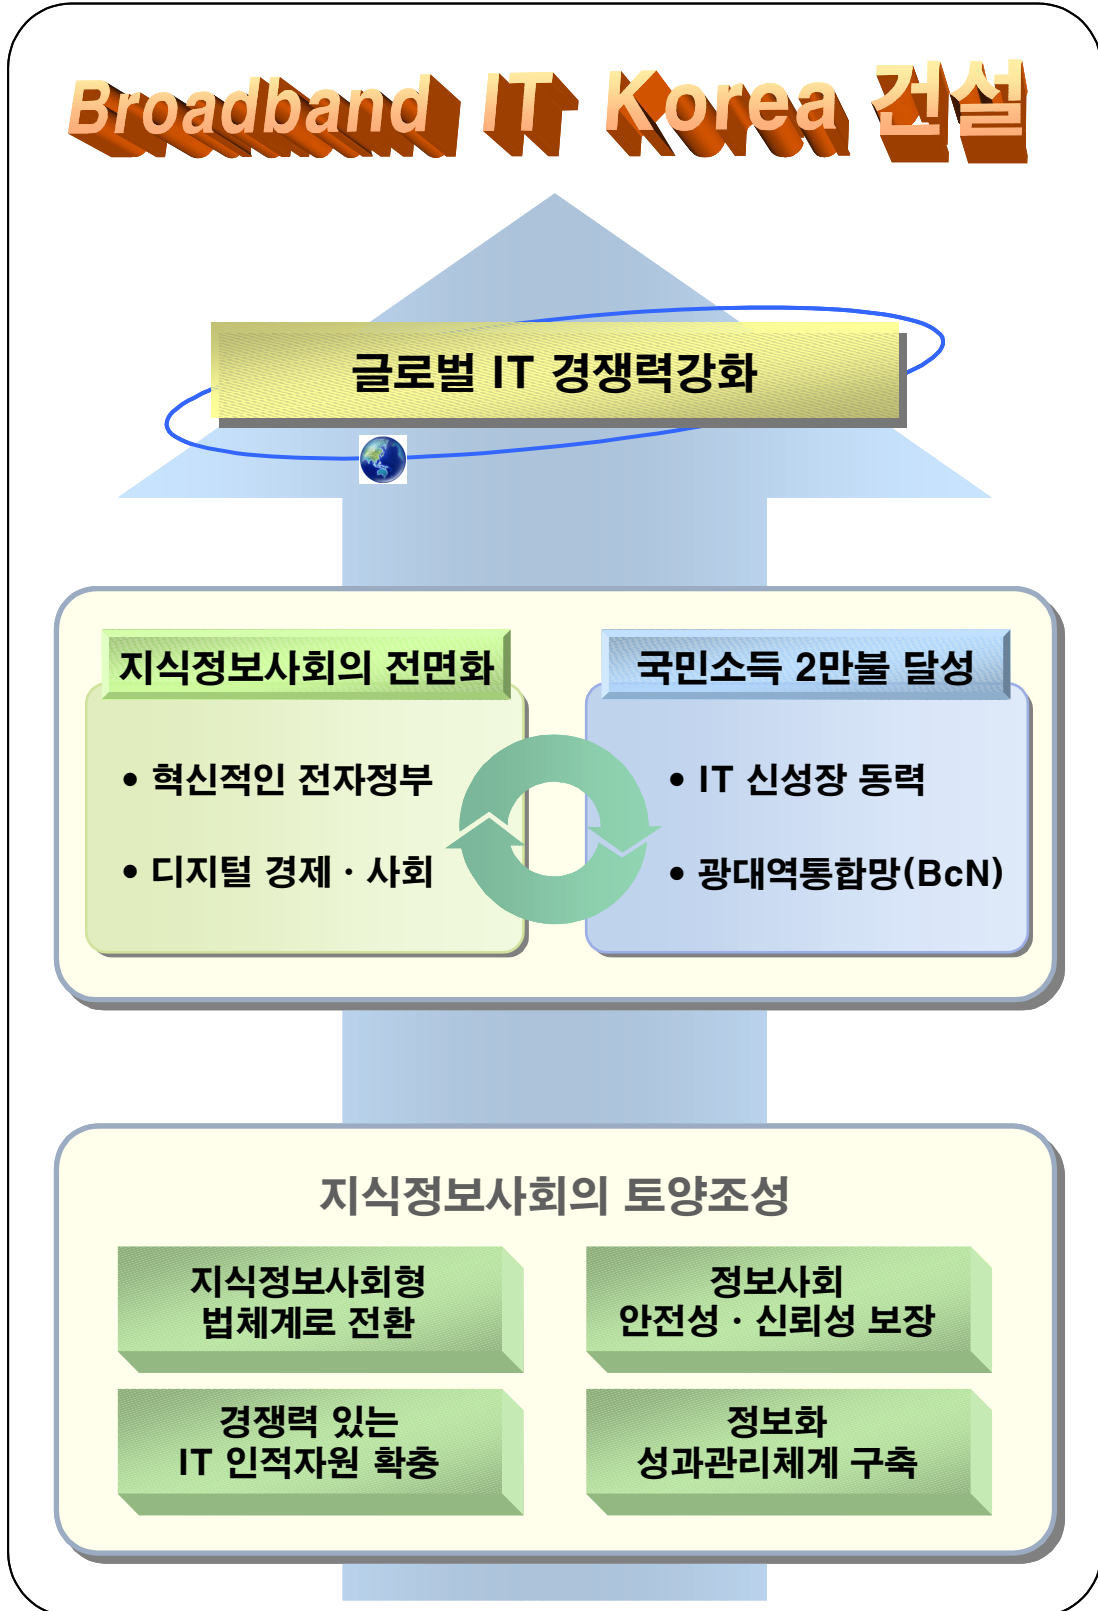 Broadband IT Korea 건설
글로벌 IT 경쟁력강화
지식정보사회의 전면화
• 혁신적인 전자정부
• 디지털 경제 · 사회
국민소득 2만불 달성
• IT 신성장 동력
• 광대역통합망(BcN)
지식정보사회의 토양조성
지식정보사회형
법체계로 전환
정보사회
안전성 · 신뢰성 보장
경쟁력 있는
IT 인적자원 확충
정보화
성과관리체계 구축